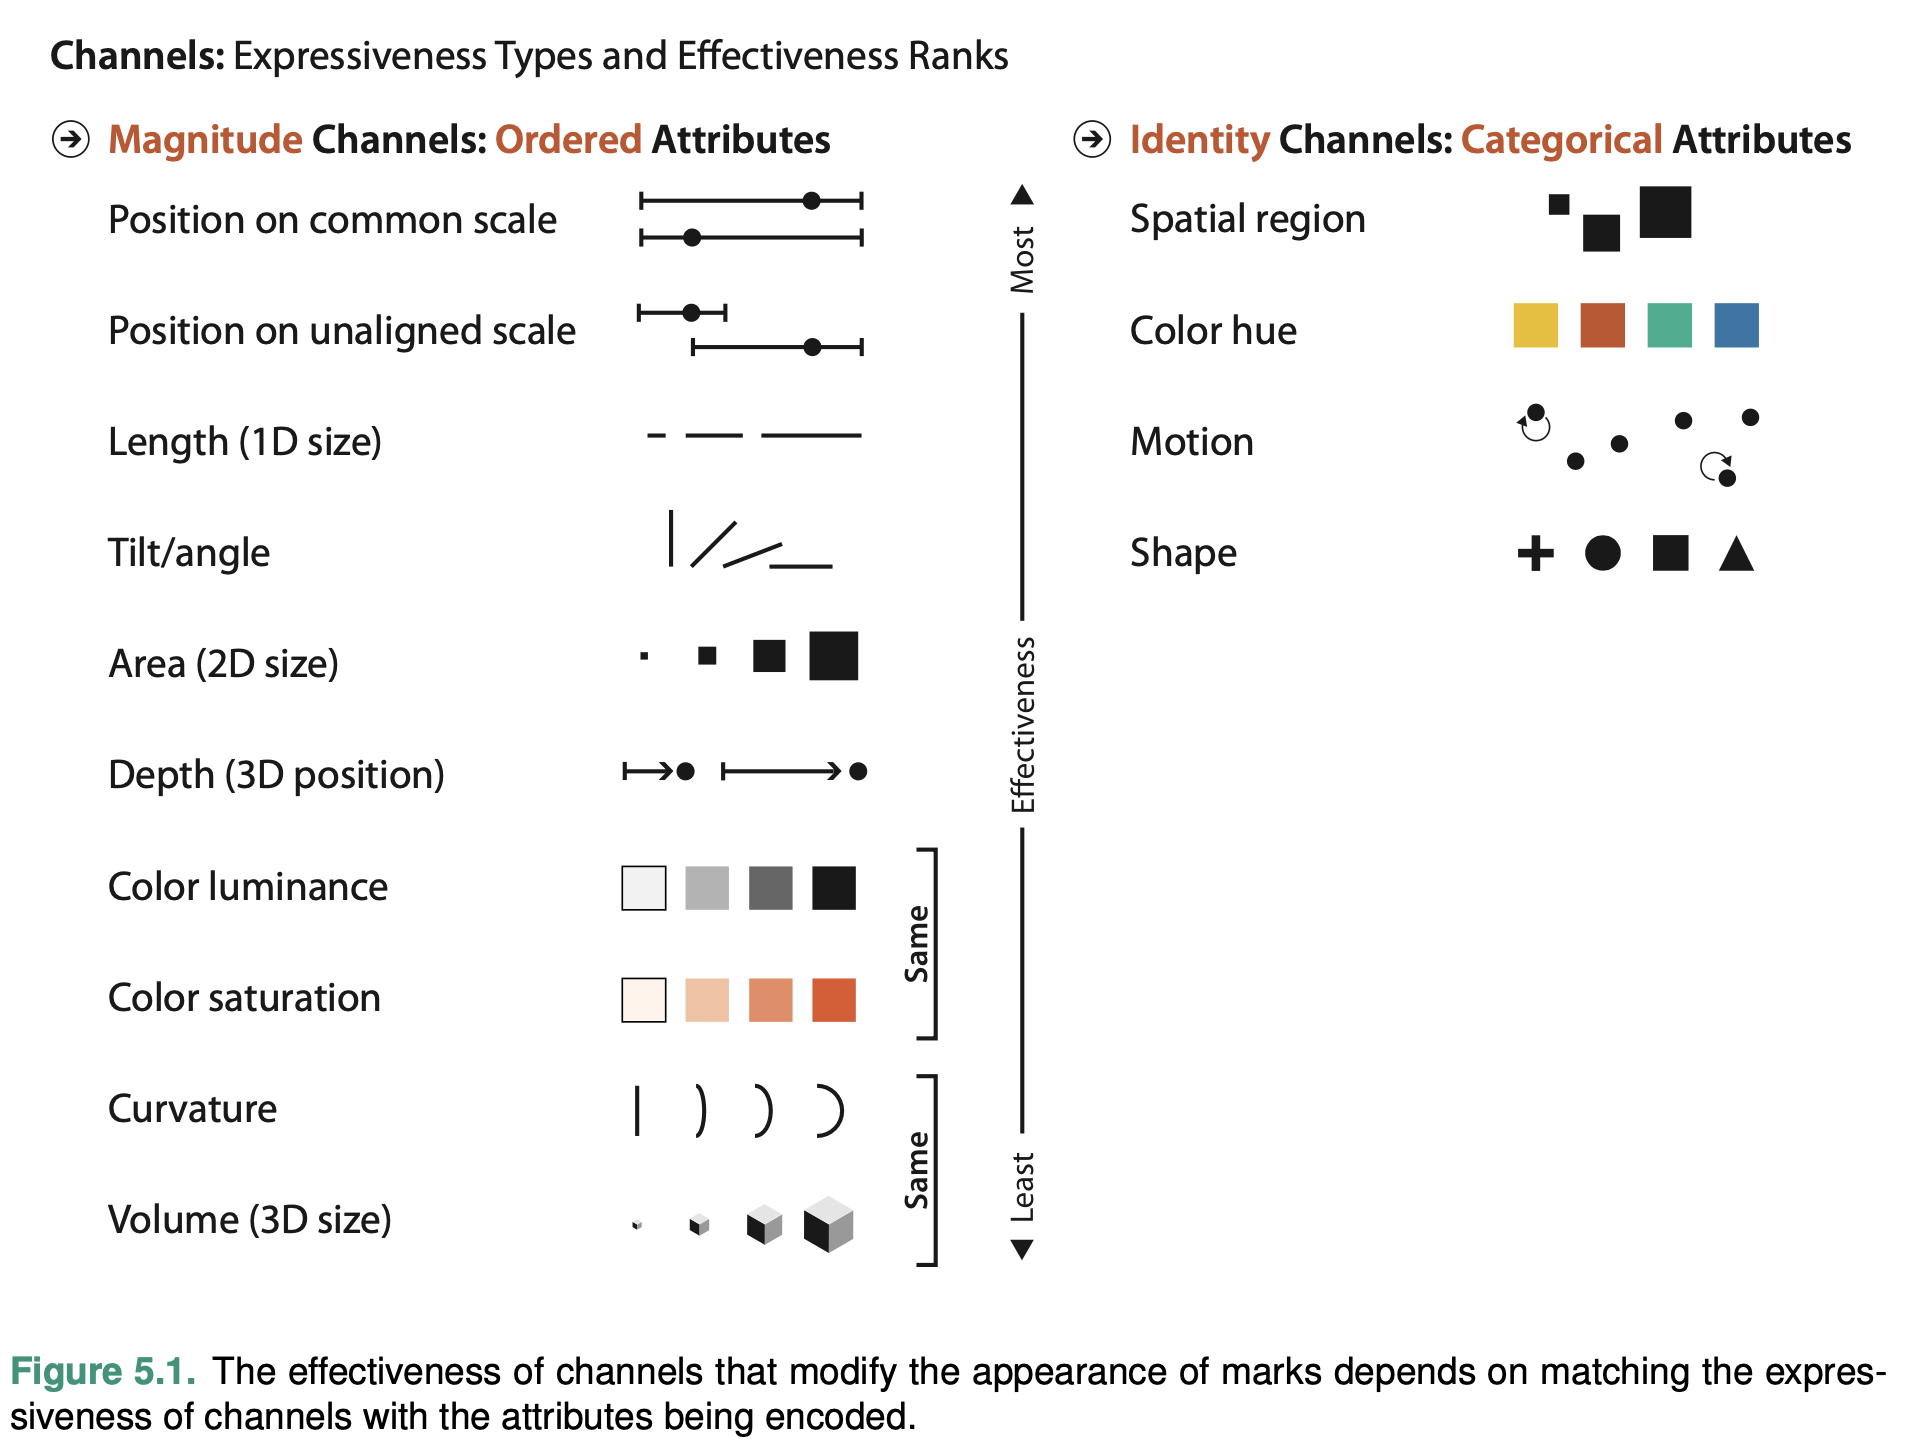 Channels: Expressiveness Types and Effectiveness Ranks
Magnitude Channels: Ordered Attributes
Position on common scale
Position on unaligned scale
Length (1D size)
Tilt/angle
Area (2D size)
Depth (3D position)
Color luminance
Color saturation
Curvature
Volume (3D size)
Same
Same
Most
Effectiveness
Least
Identity Channels: Categorical Attributes
Spatial region
Color hue
Motion
Shape
Figure 5.1. The effectiveness of channels that modify the appearance of marks depends on matching the expres-
siveness of channels with the attributes being encoded.